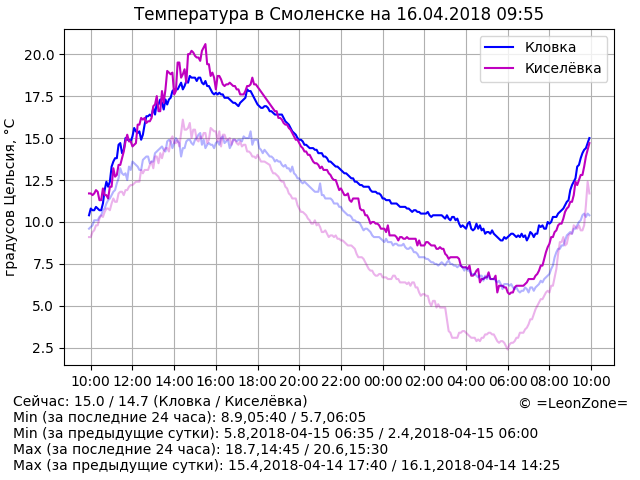 Температура в Смоленске на 16.04.2018 09:55
Кловка
Киселёвка
градусов Цельсия, °C
20.0
17.5
15.0
12.5
10.0
7.5
5.0
2.5
10:00 12:00 14:00 16:00 18:00 20:00 22:00 00:00 02:00 04:00 06:00 08:00 10:00
Сейчас: 15.0 / 14.7 (Кловка / Киселёвка)
© =LeonZone=
Min (за последние 24 часа): 8.9,05:40 / 5.7,06:05
Min (за предыдущие сутки): 5.8,2018-04-15 06:35 / 2.4,2018-04-15 06:00
Max (за последние 24 часа): 18.7,14:45 / 20.6,15:30
Max (за предыдущие сутки): 15.4,2018-04-14 17:40 / 16.1,2018-04-14 14:25